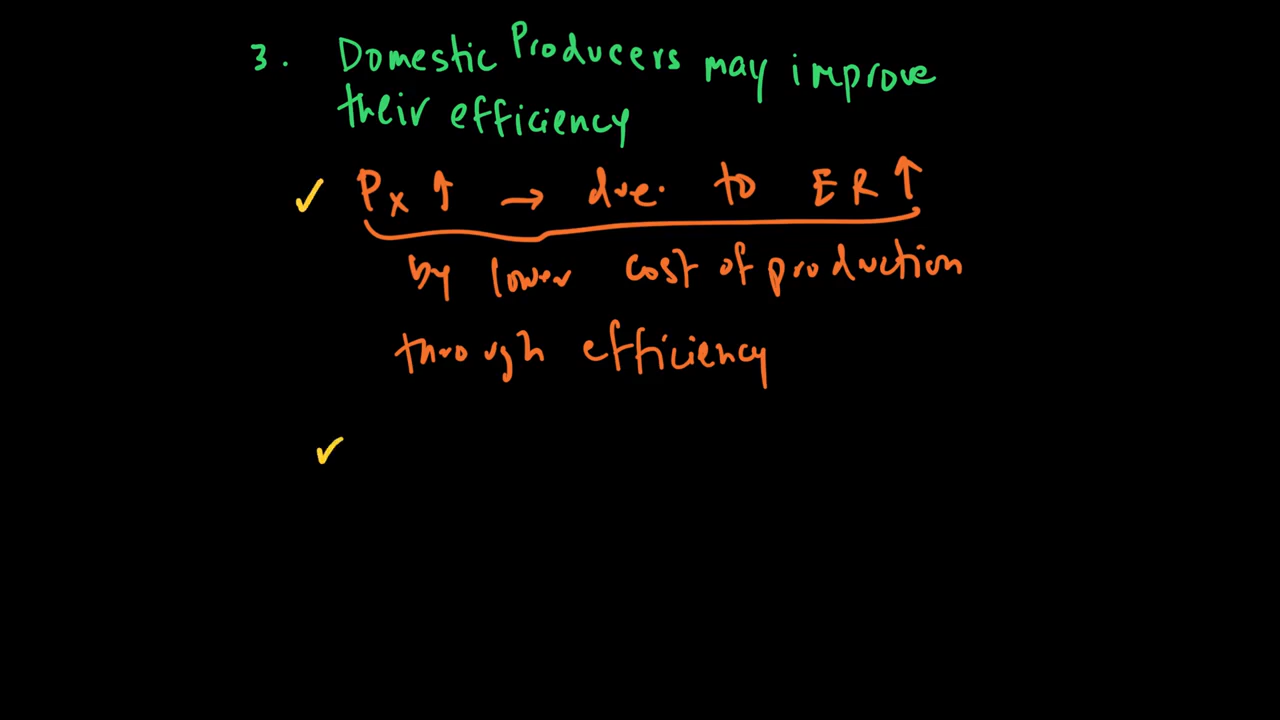 3. Domestic Producers may improve
their efficiency
✓ Px ↑ → due to ER ↑
by lower cost of production
through efficiency
✓